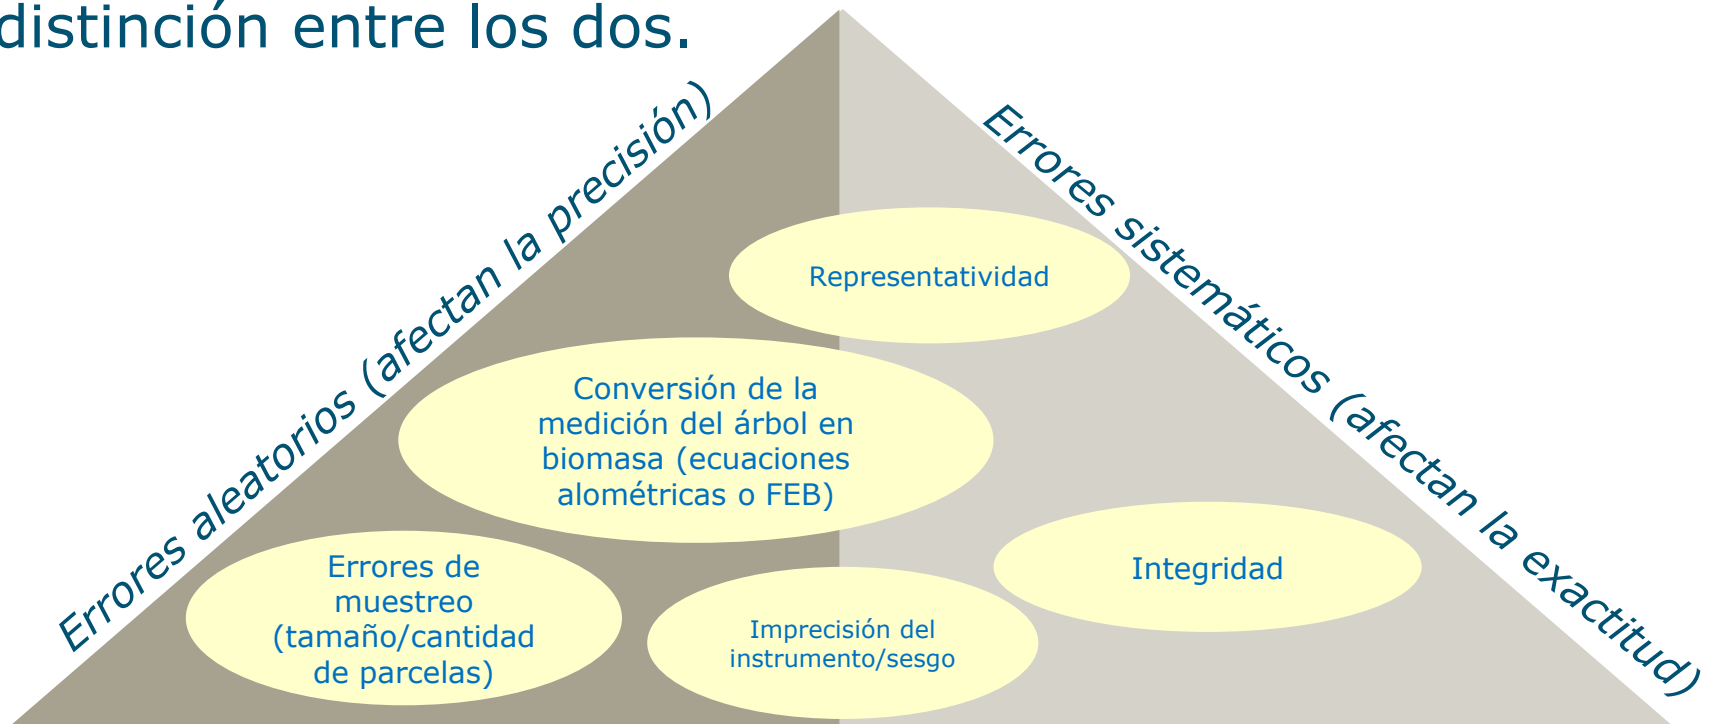 distinción entre los dos.
Errores aleatorios (afectan la precisión)
Errores sistemáticos (afectan la exactitud)
Representatividad
Conversión de la
medición del árbol en
biomasa (ecuaciones
alométricas o FEB)
Errores de
muestreo
(tamaño/cantidad
de parcelas)
Imprecisión del
instrumento/sesgo
Integridad